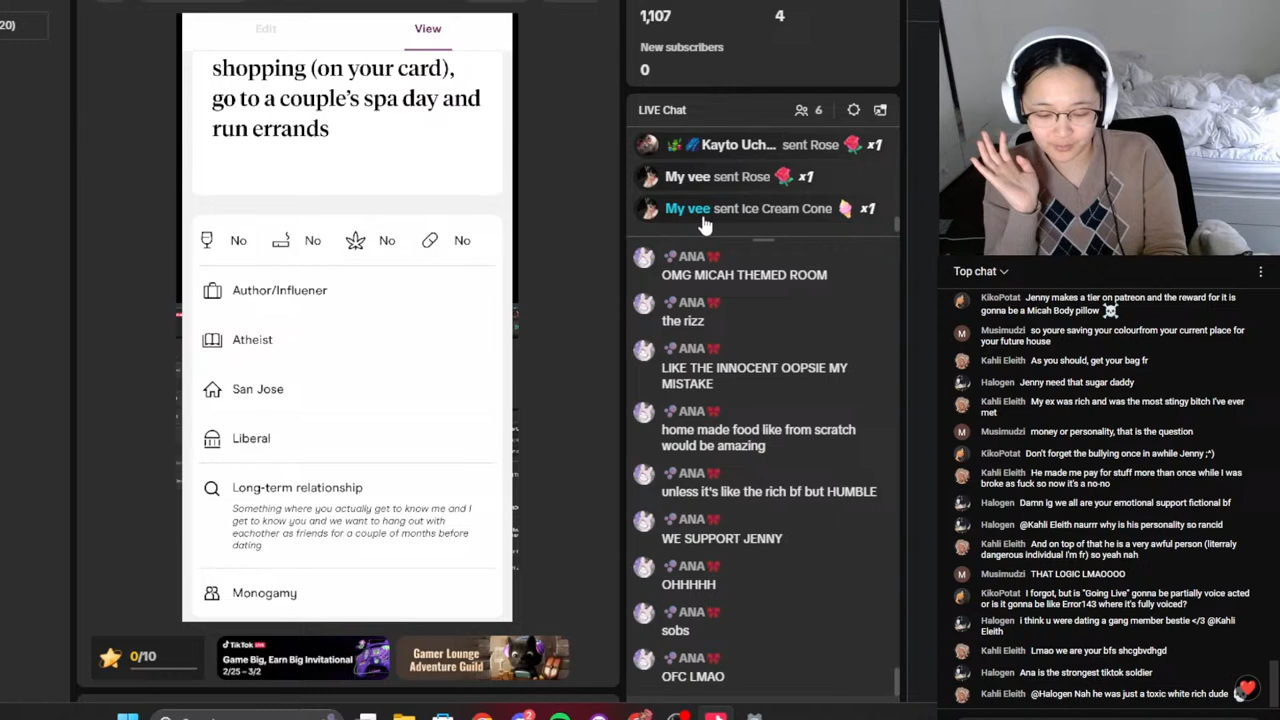 20)
Edit
View
shopping (on your card),
go to a couple's spa day and
run errands
No
No
No
No
Author/Influener
Atheist
San Jose
Liberal
Long-term relationship
Something where you actually get to know me and I
get to know you and we want to hang out with
eachother as friends for a couple of months before
dating
Monogamy
0/10
TikTok LIVE
Game Big, Earn Big Invitational
2/25 – 3/2
Gamer Lounge
Adventure Guild
1,107
4
New subscribers
0
LIVE Chat
6
Kayto Uch... sent Rose x1
My vee sent Rose x1
My vee sent Ice Cream Cone x1
ANA
OMG MICAH THEMED ROOM
ANA
the rizz
ANA
LIKE THE INNOCENT OOPSIE MY
MISTAKE
ANA
home made food like from scratch
would be amazing
ANA
unless it's like the rich bf but HUMBLE
ANA
WE SUPPORT JENNY
ANA
OHHHHH
ANA
sobs
ANA
OFC LMAO
Top chat
KikoPotat Jenny makes a tier on patreon and the reward for it is
gonna be a Micah Body pillow
Musimudzi so youre saving your colourfrom your current place for
your future house
Kahli Eleith As you should, get your bag fr
Halogen Jenny need that sugar daddy
Kahli Eleith My ex was rich and was the most stingy bitch I've ever
met
Musimudzi money or personality, that is the question
KikoPotat Don't forget the bullying once in awhile Jenny ;^)
Kahli Eleith He made me pay for stuff more than once while I was
broke as fuck so now it's a no-no
Halogen Damn ig we all are your emotional support fictional bf
Halogen @Kahli Eleith naurrr why is his personality so rancid
Kahli Eleith And on top of that he is a very awful person (literraly
dangerous individual I'm fr) so yeah nah
Musimudzi THAT LOGIC LMAOOOO
KikoPotat I forgot, but is "Going Live" gonna be partially voice acted
or is it gonna be like Error143 where it's fully voiced?
Halogen i think u were dating a gang member bestie </3 @Kahli
Eleith
Kahli Eleith Lmao we are your bfs shcgbvdhgd
Halogen Ana is the strongest tiktok soldier
Kahli Eleith @Halogen Nah he was just a toxic white rich dude